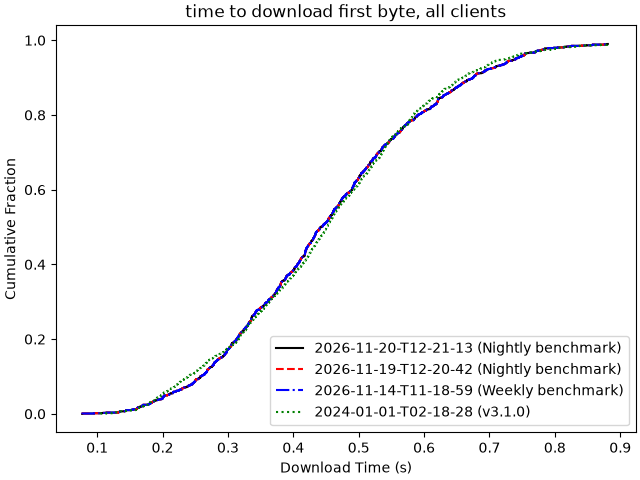 time to download first byte, all clients
1.0
0.8
0.6
0.4
0.2
0.0
Cumulative Fraction
2026-11-20-T12-21-13 (Nightly benchmark)
2026-11-19-T12-20-42 (Nightly benchmark)
2026-11-14-T11-18-59 (Weekly benchmark)
2024-01-01-T02-18-28 (v3.1.0)
0.1 0.2 0.3 0.4 0.5 0.6 0.7 0.8 0.9
Download Time (s)